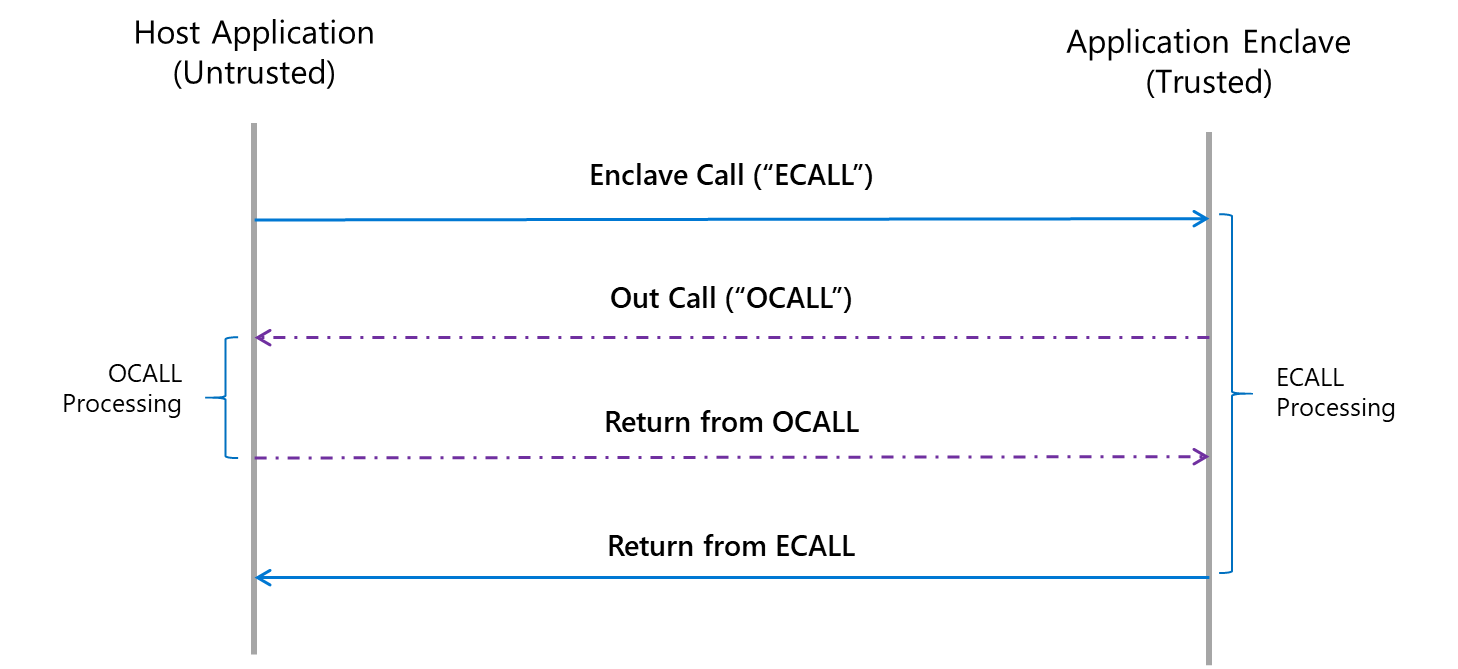 Host Application
(Untrusted)
Application Enclave
(Trusted)
Enclave Call (“ECALL”)
Out Call (“OCALL”)
OCALL
Processing
ECALL
Processing
Return from OCALL
Return from ECALL